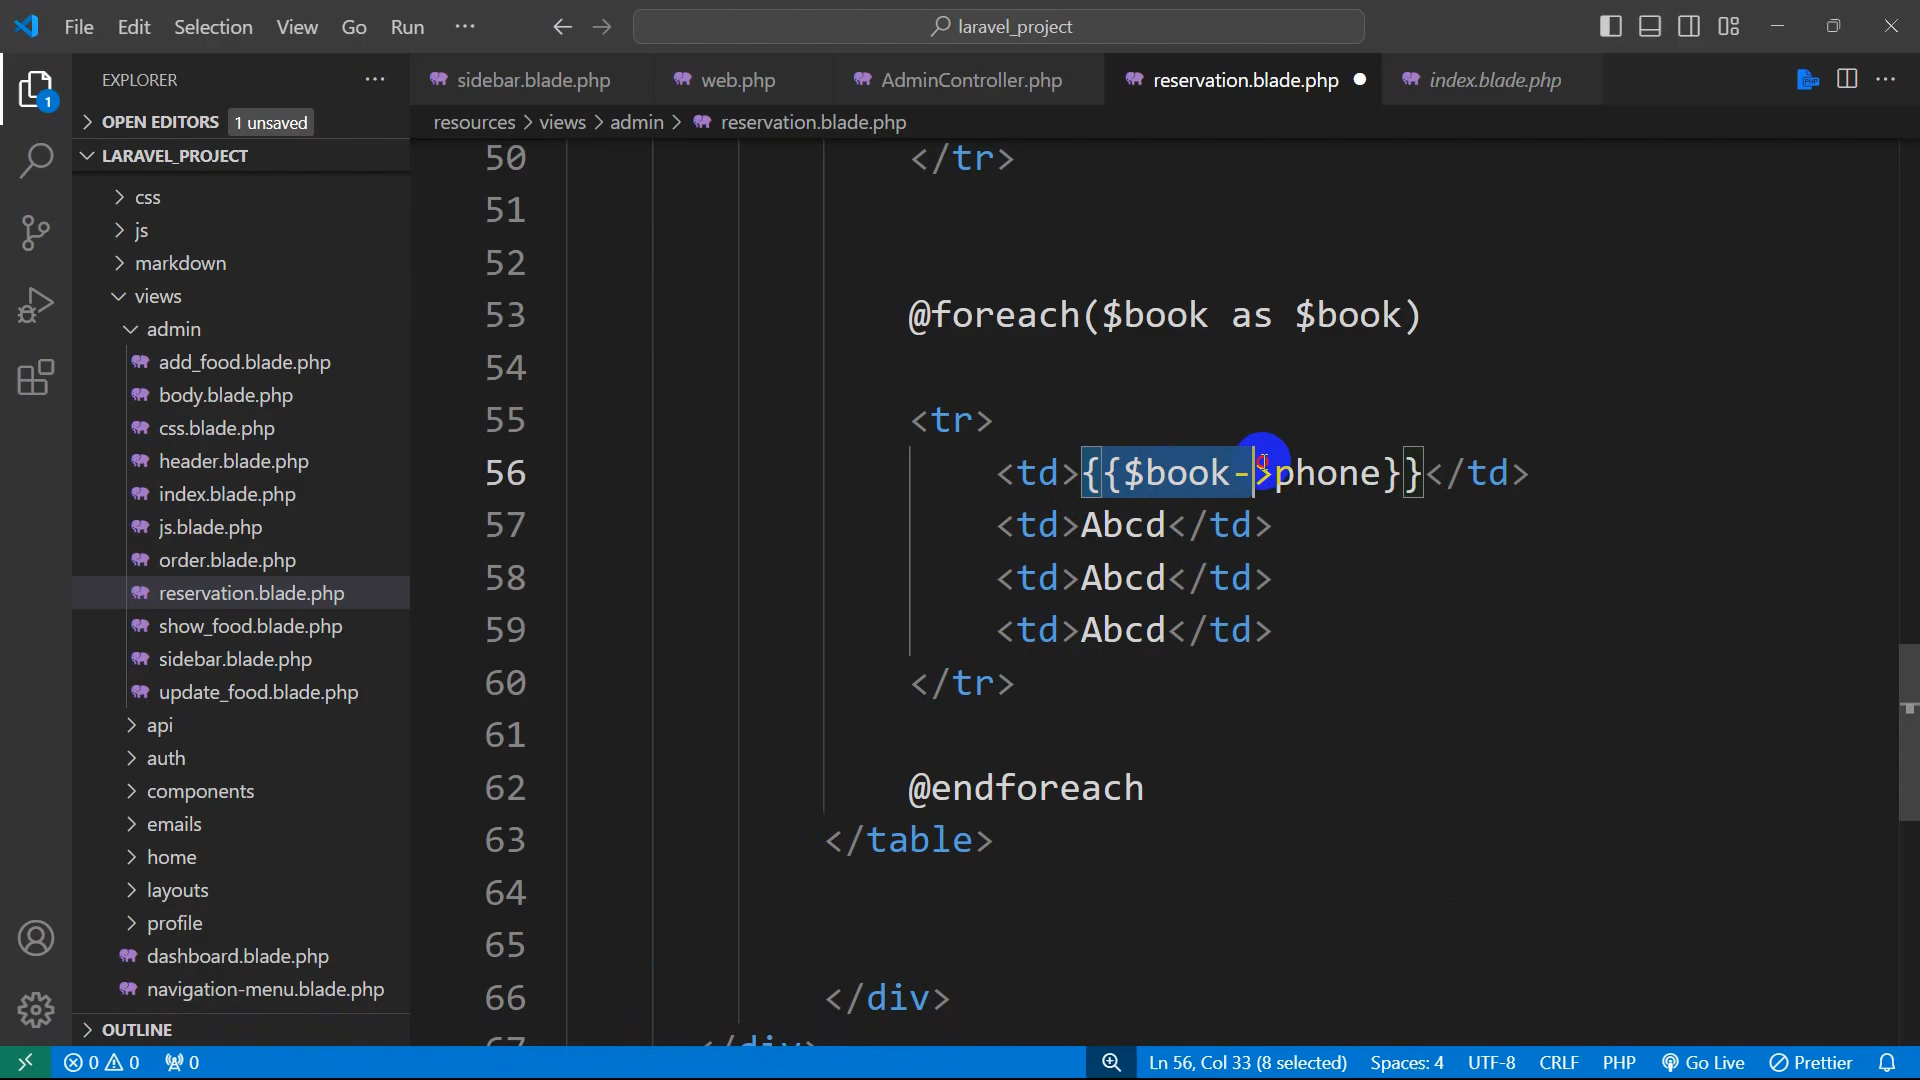 File Edit Selection View Go Run ··· laravel_project
EXPLORER ···
sidebar.blade.php web.php AdminController.php reservation.blade.php index.blade.php ···
OPEN EDITORS 1 unsaved
resources > views > admin > reservation.blade.php
LARAVEL_PROJECT
css
js
markdown
views
admin
add_food.blade.php
body.blade.php
css.blade.php
header.blade.php
index.blade.php
js.blade.php
order.blade.php
reservation.blade.php
show_food.blade.php
sidebar.blade.php
update_food.blade.php
api
auth
components
emails
home
layouts
profile
dashboard.blade.php
navigation-menu.blade.php
OUTLINE
1
50 </tr>
51
52
53 @foreach($book as $book)
54
55 <tr>
56 <td>{{$book->phone}}</td>
57 <td>Abcd</td>
58 <td>Abcd</td>
59 <td>Abcd</td>
60 </tr>
61
62 @endforeach
63 </table>
64
65
66 </div>
67 </div>
0 0 0 Ln 56, Col 33 (8 selected) Spaces: 4 UTF-8 CRLF PHP Go Live Prettier